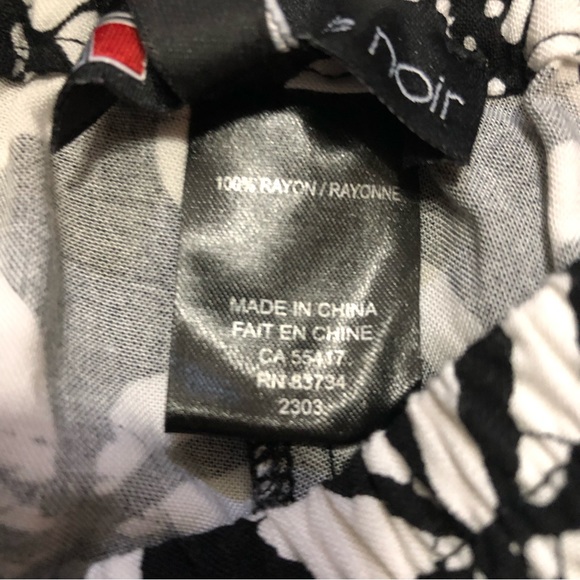 noir
100% RAYON / RAYONNE
MADE IN CHINA
FAIT EN CHINE
CA 55417
RN 83734
2303